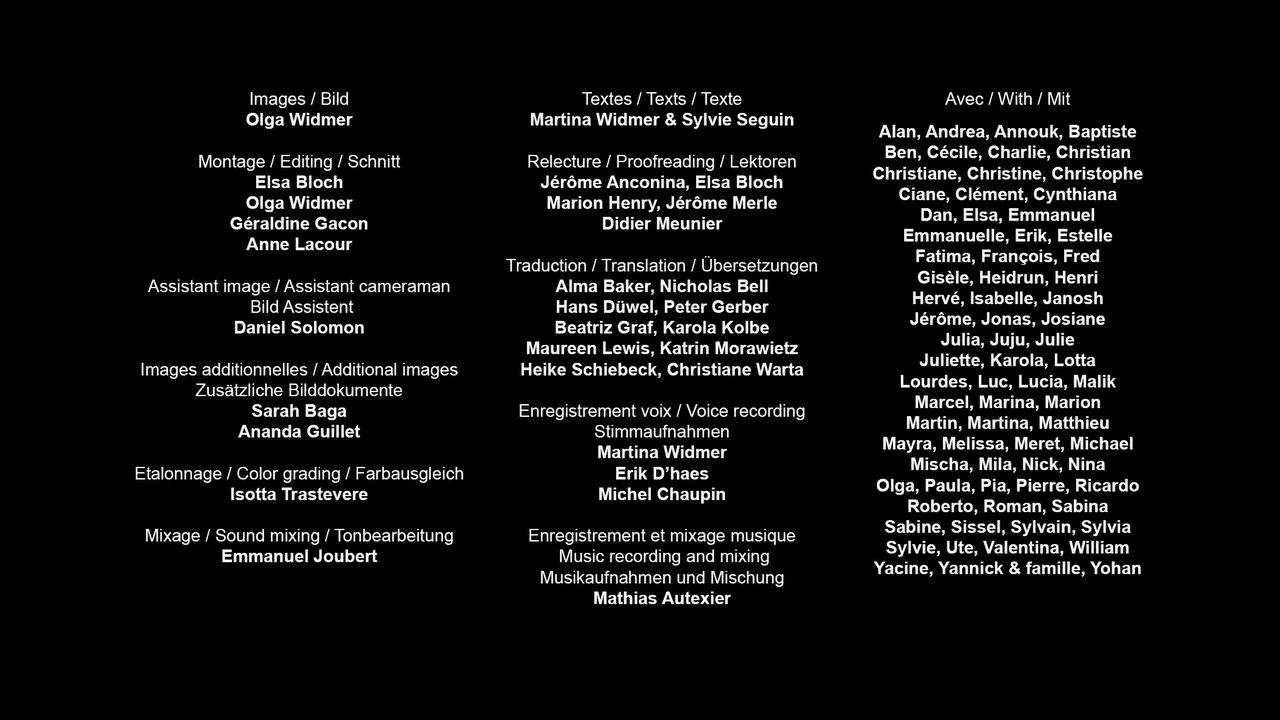 Images / Bild
Olga Widmer
Montage / Editing / Schnitt
Elsa Bloch
Olga Widmer
Géraldine Gacon
Anne Lacour
Assistant image / Assistant cameraman
Bild Assistent
Daniel Solomon
Images additionnelles / Additional images
Zusätzliche Bilddokumente
Sarah Baga
Ananda Guillet
Etalonnage / Color grading / Farbausgleich
Isotta Trastevere
Mixage / Sound mixing / Tonbearbeitung
Emmanuel Joubert
Textes / Texts / Texte
Martina Widmer & Sylvie Seguin
Relecture / Proofreading / Lektoren
Jérôme Anconina, Elsa Bloch
Marion Henry, Jérôme Merle
Didier Meunier
Traduction / Translation / Übersetzungen
Alma Baker, Nicholas Bell
Hans Düwel, Peter Gerber
Beatriz Graf, Karola Kolbe
Maureen Lewis, Katrin Morawietz
Heike Schiebeck, Christiane Warta
Enregistrement voix / Voice recording
Stimmaufnahmen
Martina Widmer
Erik D’haes
Michel Chaupin
Enregistrement et mixage musique
Music recording and mixing
Musikaufnahmen und Mischung
Mathias Autexier
Avec / With / Mit
Alan, Andrea, Annouk, Baptiste
Ben, Cécile, Charlie, Christian
Christiane, Christine, Christophe
Ciane, Clément, Cynthiana
Dan, Elsa, Emmanuel
Emmanuelle, Erik, Estelle
Fatima, François, Fred
Gisèle, Heidrun, Henri
Hervé, Isabelle, Janosh
Jérôme, Jonas, Josiane
Julia, Juju, Julie
Juliette, Karola, Lotta
Lourdes, Luc, Lucia, Malik
Marcel, Marina, Marion
Martin, Martina, Matthieu
Mayra, Melissa, Meret, Michael
Mischa, Mila, Nick, Nina
Olga, Paula, Pia, Pierre, Ricardo
Roberto, Roman, Sabina
Sabine, Sissel, Sylvain, Sylvia
Sylvie, Ute, Valentina, William
Yacine, Yannick & famille, Yohan